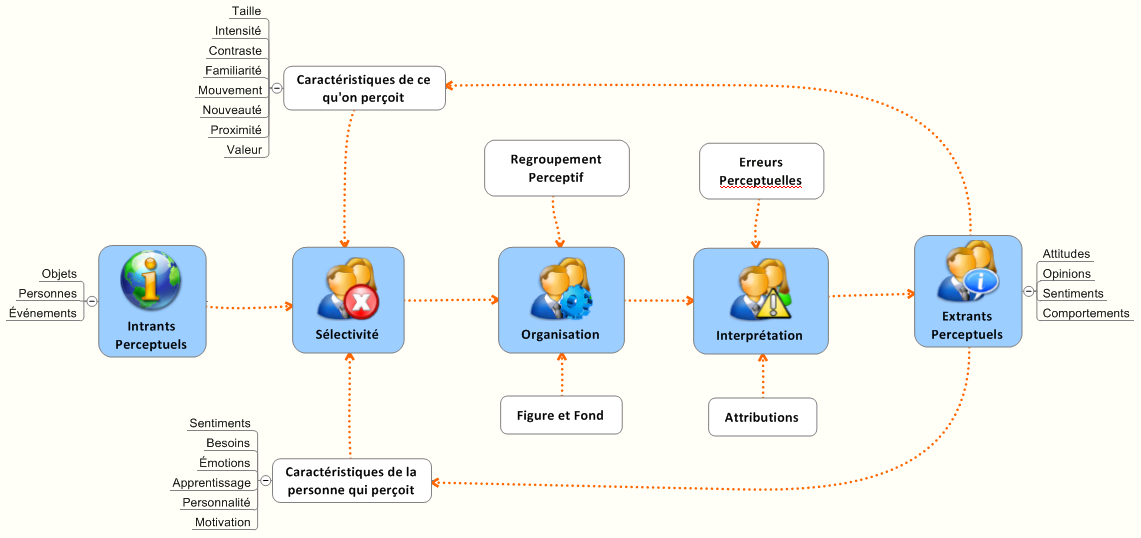 Taille
Intensité
Contraste
Familiarité
Mouvement
Nouveauté
Proximité
Valeur
Caractéristiques de ce
qu'on perçoit
Regroupement
Perceptif
Erreurs
Perceptuelles
Objets
Personnes
Événements
Intrants
Perceptuels
Sélectivité
Organisation
Interprétation
Extrants
Perceptuels
Attitudes
Opinions
Sentiments
Comportements
Figure et Fond
Attributions
Sentiments
Besoins
Émotions
Apprentissage
Personnalité
Motivation
Caractéristiques de la
personne qui perçoit